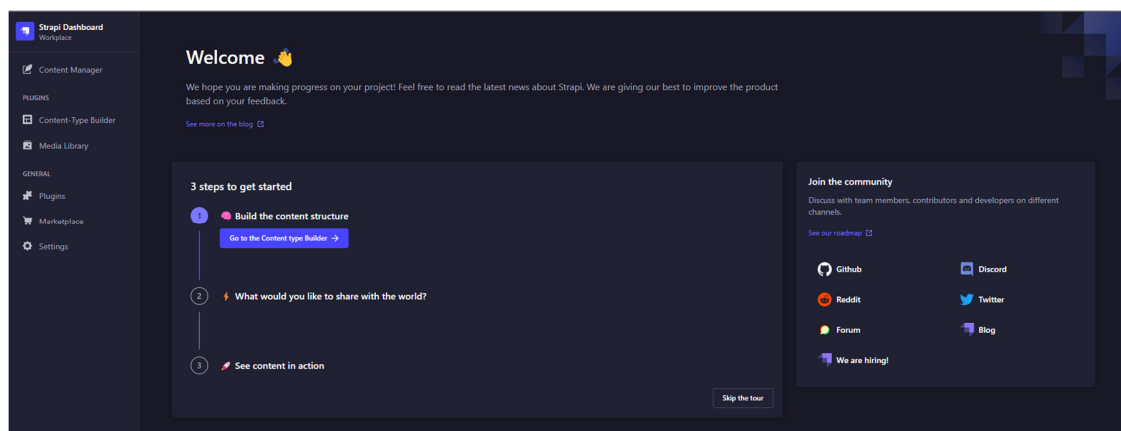 Strapi Dashboard
Workplace
Content Manager
PLUGINS
Content-Type Builder
Media Library
GENERAL
Plugins
Marketplace
Settings
Welcome
We hope you are making progress on your project! Feel free to read the latest news about Strapi. We are giving our best to improve the product
based on your feedback.
See more on the blog
3 steps to get started
1
Build the content structure
Go to the Content type Builder
2
What would you like to share with the world?
3
See content in action
Skip the tour
Join the community
Discuss with team members, contributors and developers on different
channels.
See our roadmap
Github
Discord
Reddit
Twitter
Forum
Blog
We are hiring!